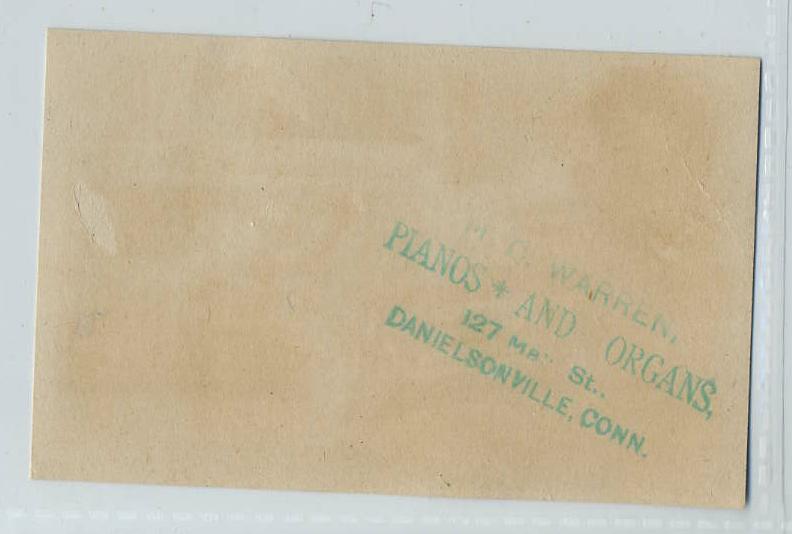 WARREN,
PIANOS * AND ORGANS,
127 St..
DANIELSONVILLE, CONN.